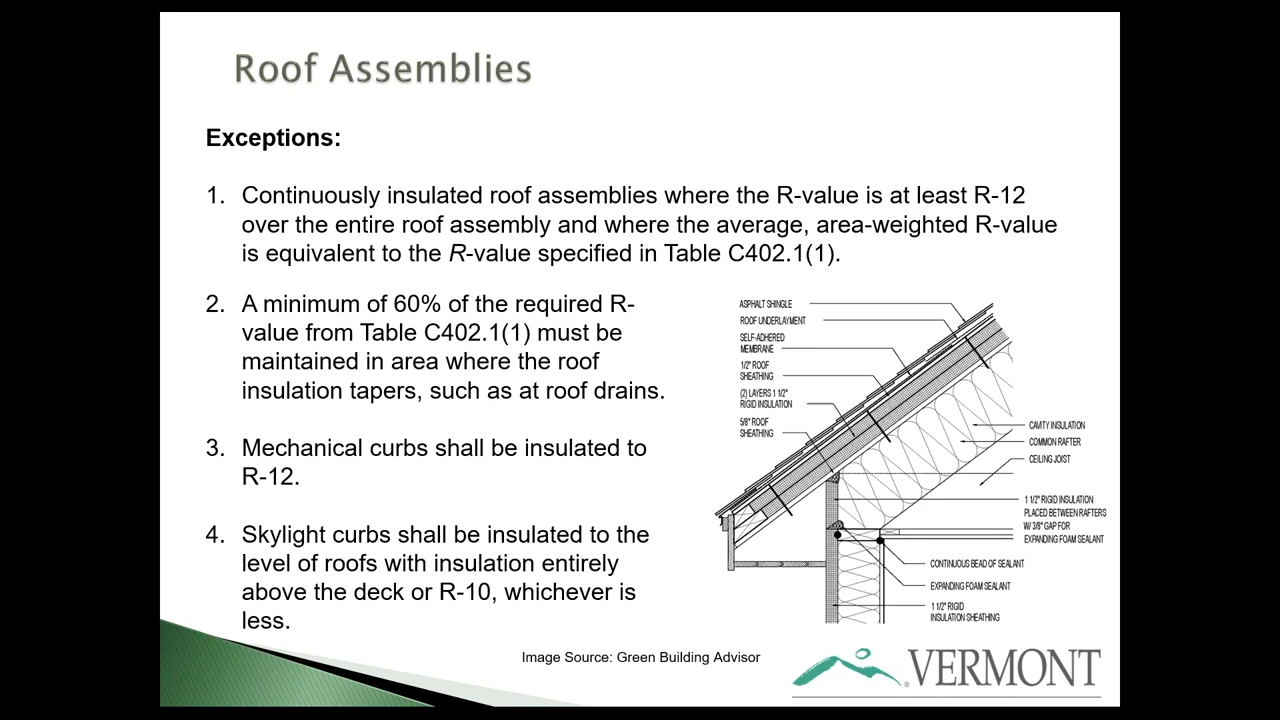 Roof Assemblies
Exceptions:
1. Continuously insulated roof assemblies where the R-value is at least R-12
over the entire roof assembly and where the average, area-weighted R-value
is equivalent to the R-value specified in Table C402.1(1).
2. A minimum of 60% of the required R-
value from Table C402.1(1) must be
maintained in area where the roof
insulation tapers, such as at roof drains.
3. Mechanical curbs shall be insulated to
R-12.
4. Skylight curbs shall be insulated to the
level of roofs with insulation entirely
above the deck or R-10, whichever is
less.
ASPHALT SHINGLE
ROOF UNDERLAYMENT
SELF-ADHERED
MEMBRANE
1/2" ROOF
SHEATHING
(2) LAYERS 1 1/2"
RIGID INSULATION
5/8" ROOF
SHEATHING
CAVITY INSULATION
COMMON RAFTER
CEILING JOIST
1 1/2" RIGID INSULATION
PLACED BETWEEN RAFTERS
W/ 3/8" GAP FOR
EXPANDING FOAM SEALANT
CONTINUOUS BEAD OF SEALANT
EXPANDING FOAM SEALANT
1 1/2" RIGID
INSULATION SHEATHING
Image Source: Green Building Advisor
VERMONT